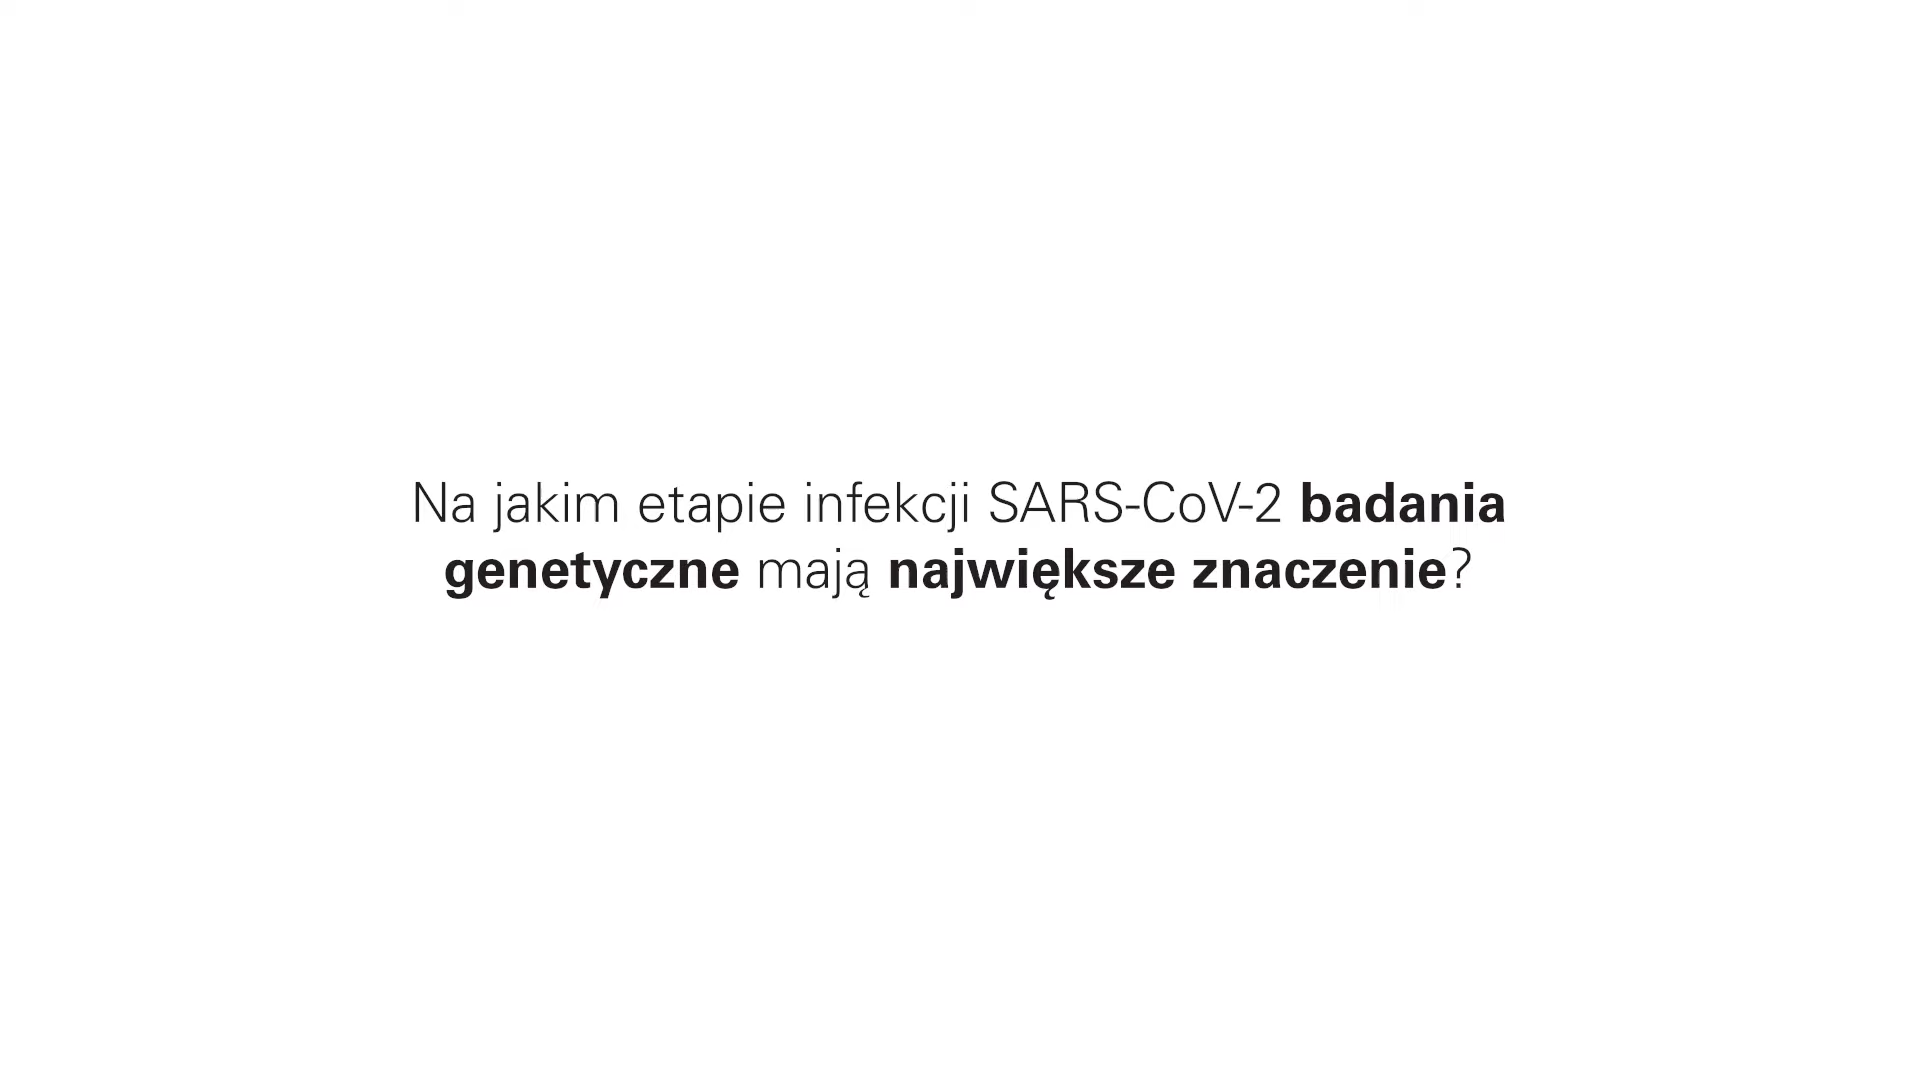 Na jakim etapie infekcji SARS-CoV-2 badania
genetyczne mają największe znaczenie?